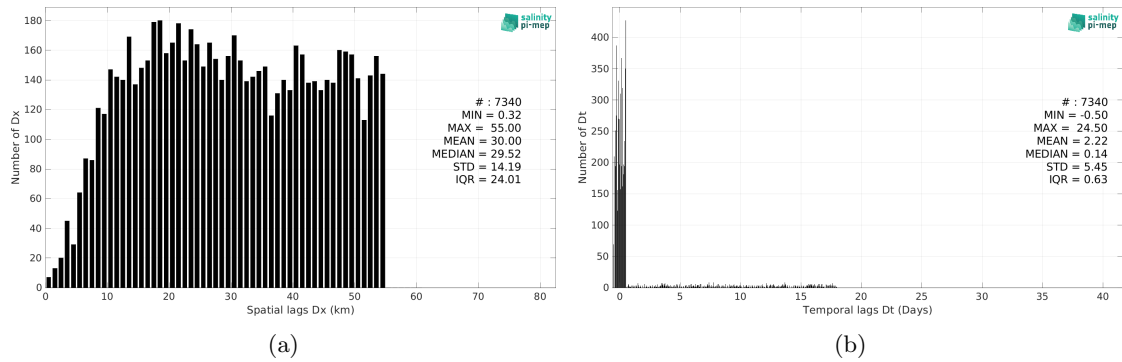 180
160
140
120
100
80
60
40
20
0
Number of Dx
0 10 20 30 40 50 60 70 80
Spatial lags Dx (km)
salinity
pi-mep
# : 7340
MIN = 0.32
MAX = 55.00
MEAN = 30.00
MEDIAN = 29.52
STD = 14.19
IQR = 24.01
(a)
400
350
300
250
200
150
100
50
0
Number of Dt
0 5 10 15 20 25 30 35 40
Temporal lags Dt (Days)
salinity
pi-mep
# : 7340
MIN = -0.50
MAX = 24.50
MEAN = 2.22
MEDIAN = 0.14
STD = 5.45
IQR = 0.63
(b)